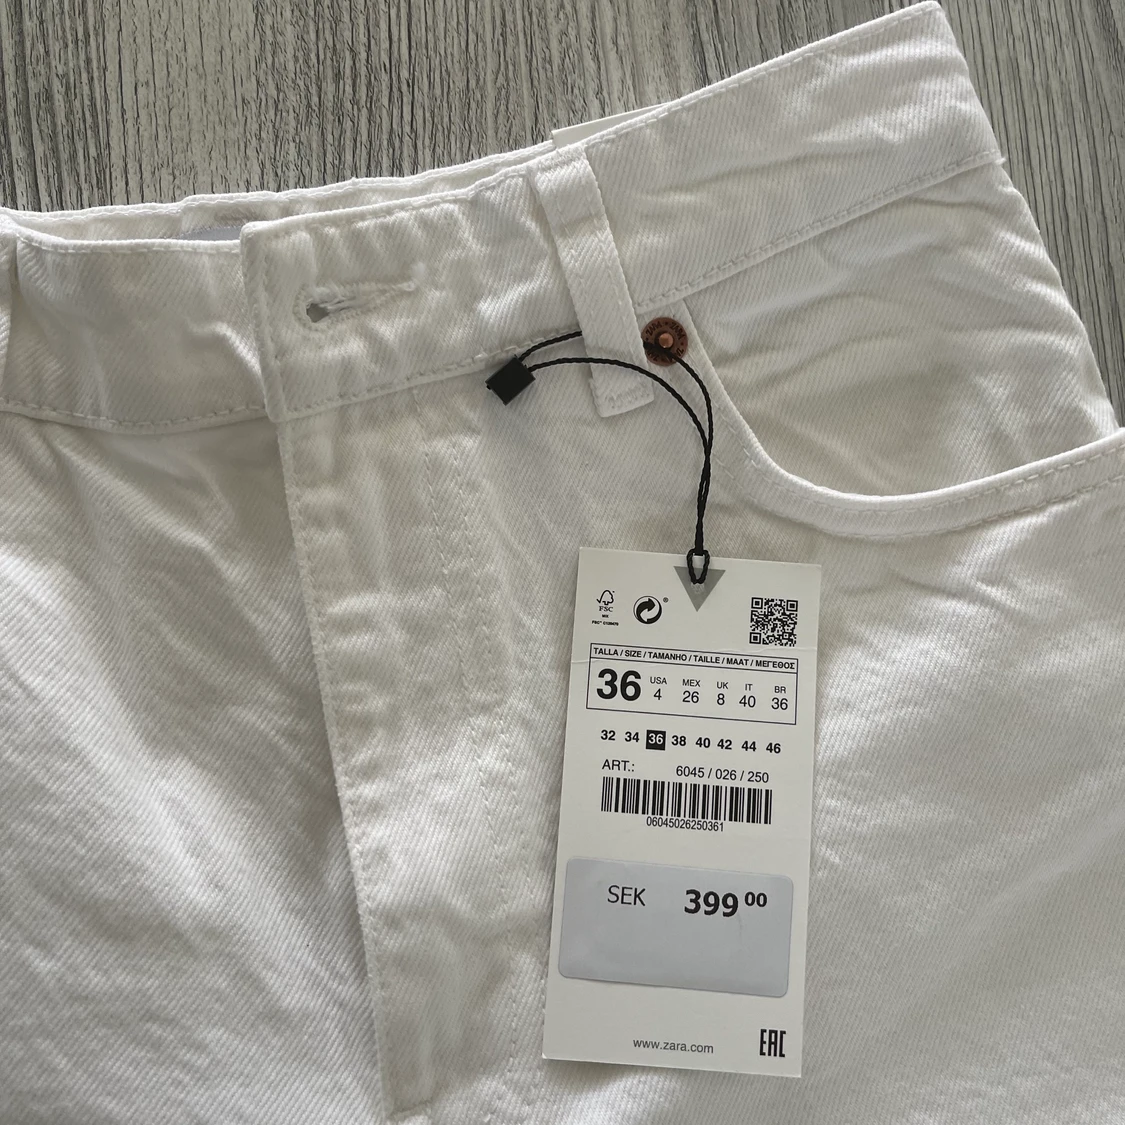 FSC
MIX
TALLA / SIZE / TAMANHO / TAILLE / MAAT / ΜΕΓΕΘΟΣ
36 USA 4 MEX 26 UK 8 IT 40 BR 36
32 34 36 38 40 42 44 46
ART.: 6045 / 026 / 250
06045026250361
SEK 399 00
www.zara.com EAC